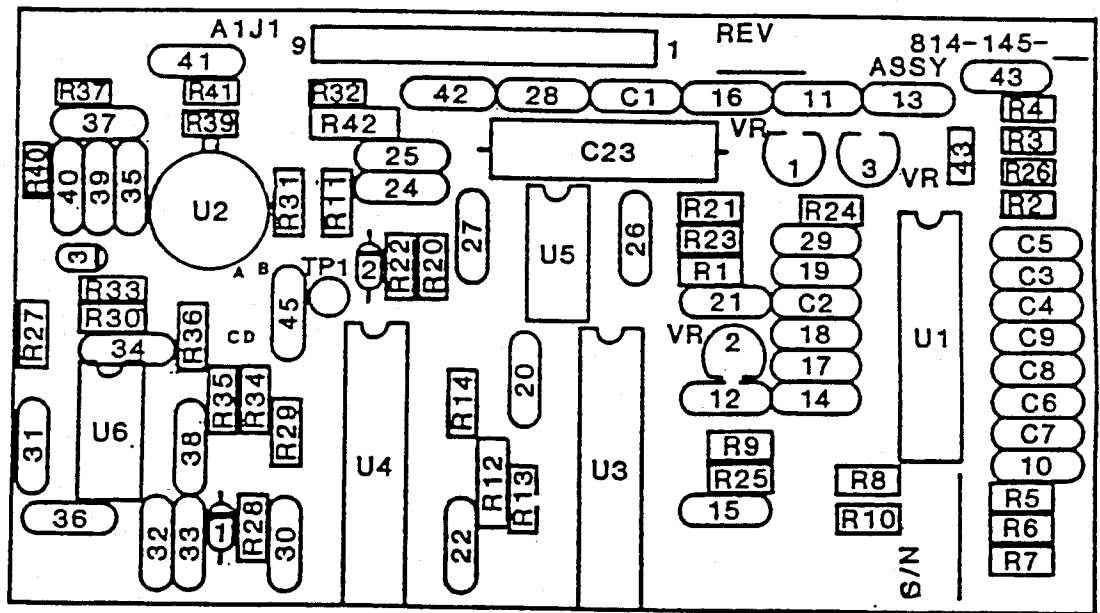 A1J1 9 1 REV 814-145-
ASSY
41 43
R37 R41 R32 42 28 C1 16 11 13 R4
37 R39 R42 VR R3
R40 40 39 35 25 C23 1 3 VR 43 R26
U2 R31 R11 24 R2
27 U5 26 R21 R24 C5
3 A B TP1 2 R22 R20 R23 29 C3
R33 45 R1 19 C4
R27 R30 R36 C D 21 C2 U1 C9
34 VR 2 18 C8
R35 R34 R14 20 17 C6
31 U6 38 R29 12 14 C7
U4 R12 R13 U3 R9 10
R25 R8 R5
36 32 33 1 R28 30 22 15 R10 R6
S/N R7